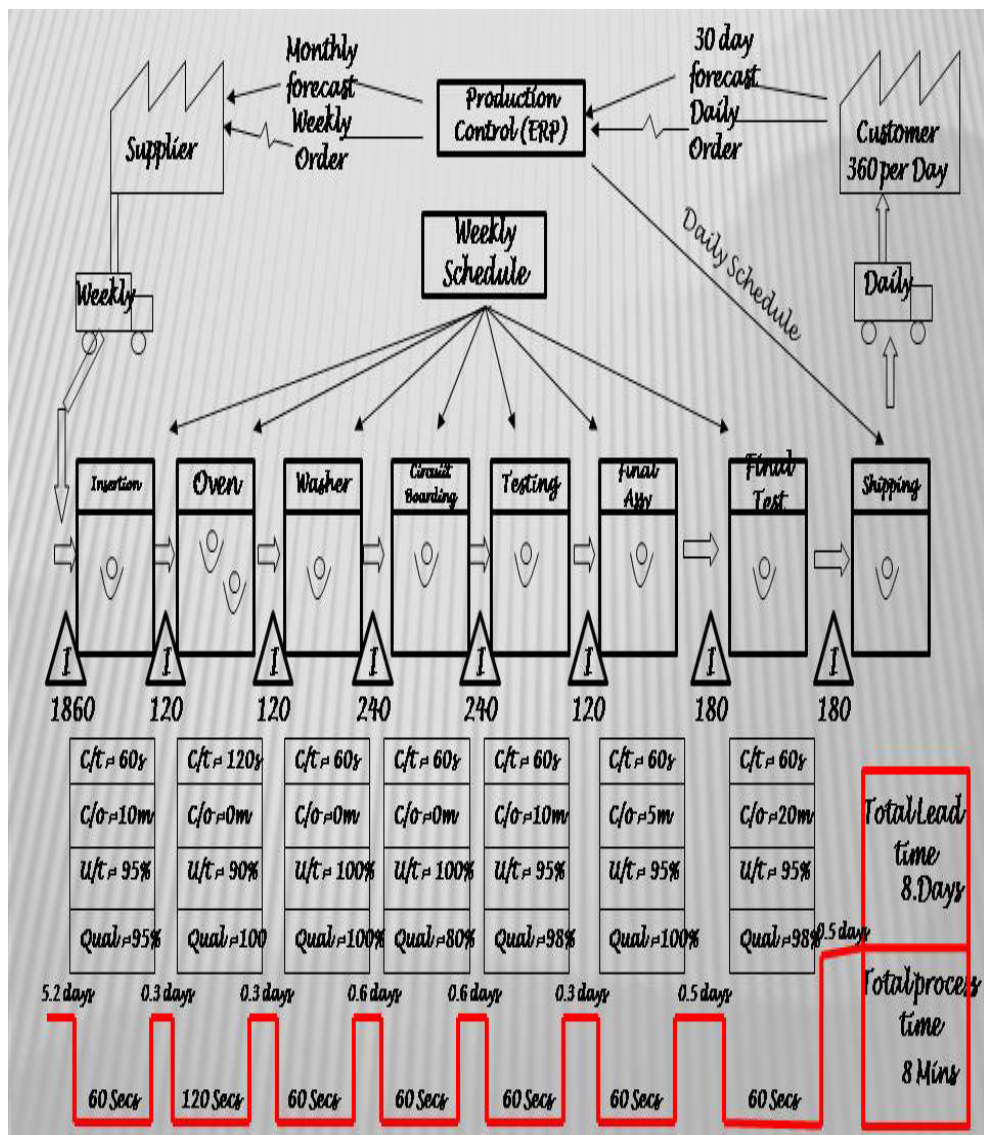 Monthly
forecast
Weekly
Order
30 day
forecast
Daily
Order
Supplier
Production
Control (ERP)
Customer
360 per Day
Weekly
Schedule
Daily Schedule
Weekly
Daily
Insertion
Oven
Washer
Circuit
Boarding
Testing
Final
Assy
Final
Test
Shipping
I I I I I I I I
1860 120 120 240 240 120 180 180
C/t = 60s C/t = 120s C/t = 60s C/t = 60s C/t = 60s C/t = 60s C/t = 60s
C/o = 10m C/o = 0m C/o = 0m C/o = 0m C/o = 10m C/o = 5m C/o = 20m
U/t = 95% U/t = 90% U/t = 100% U/t = 100% U/t = 95% U/t = 95% U/t = 95%
Qual = 95% Qual = 100 Qual = 100% Qual = 80% Qual = 98% Qual = 100% Qual = 98%
Total Lead
time
8.Days
5.2 days 0.3 days 0.3 days 0.6 days 0.6 days 0.3 days 0.5 days 0.5 days
Total process
time
8 Mins
60 Secs 120 Secs 60 Secs 60 Secs 60 Secs 60 Secs 60 Secs